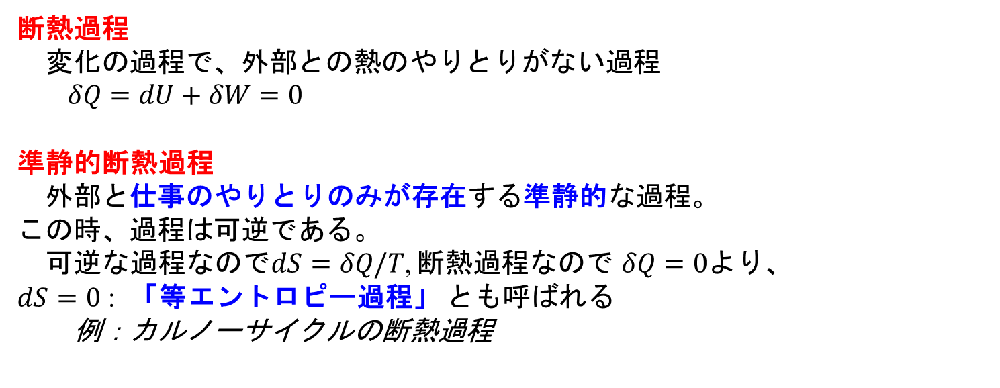 断熱過程
変化の過程で、外部との熱のやりとりがない過程
δQ = dU + δW = 0
準静的断熱過程
外部と仕事のやりとりのみが存在する準静的な過程。
この時、過程は可逆である。
可逆な過程なのでdS = δQ/T, 断熱過程なので δQ = 0より、
dS = 0 : 「等エントロピー過程」 とも呼ばれる
例：カルノーサイクルの断熱過程